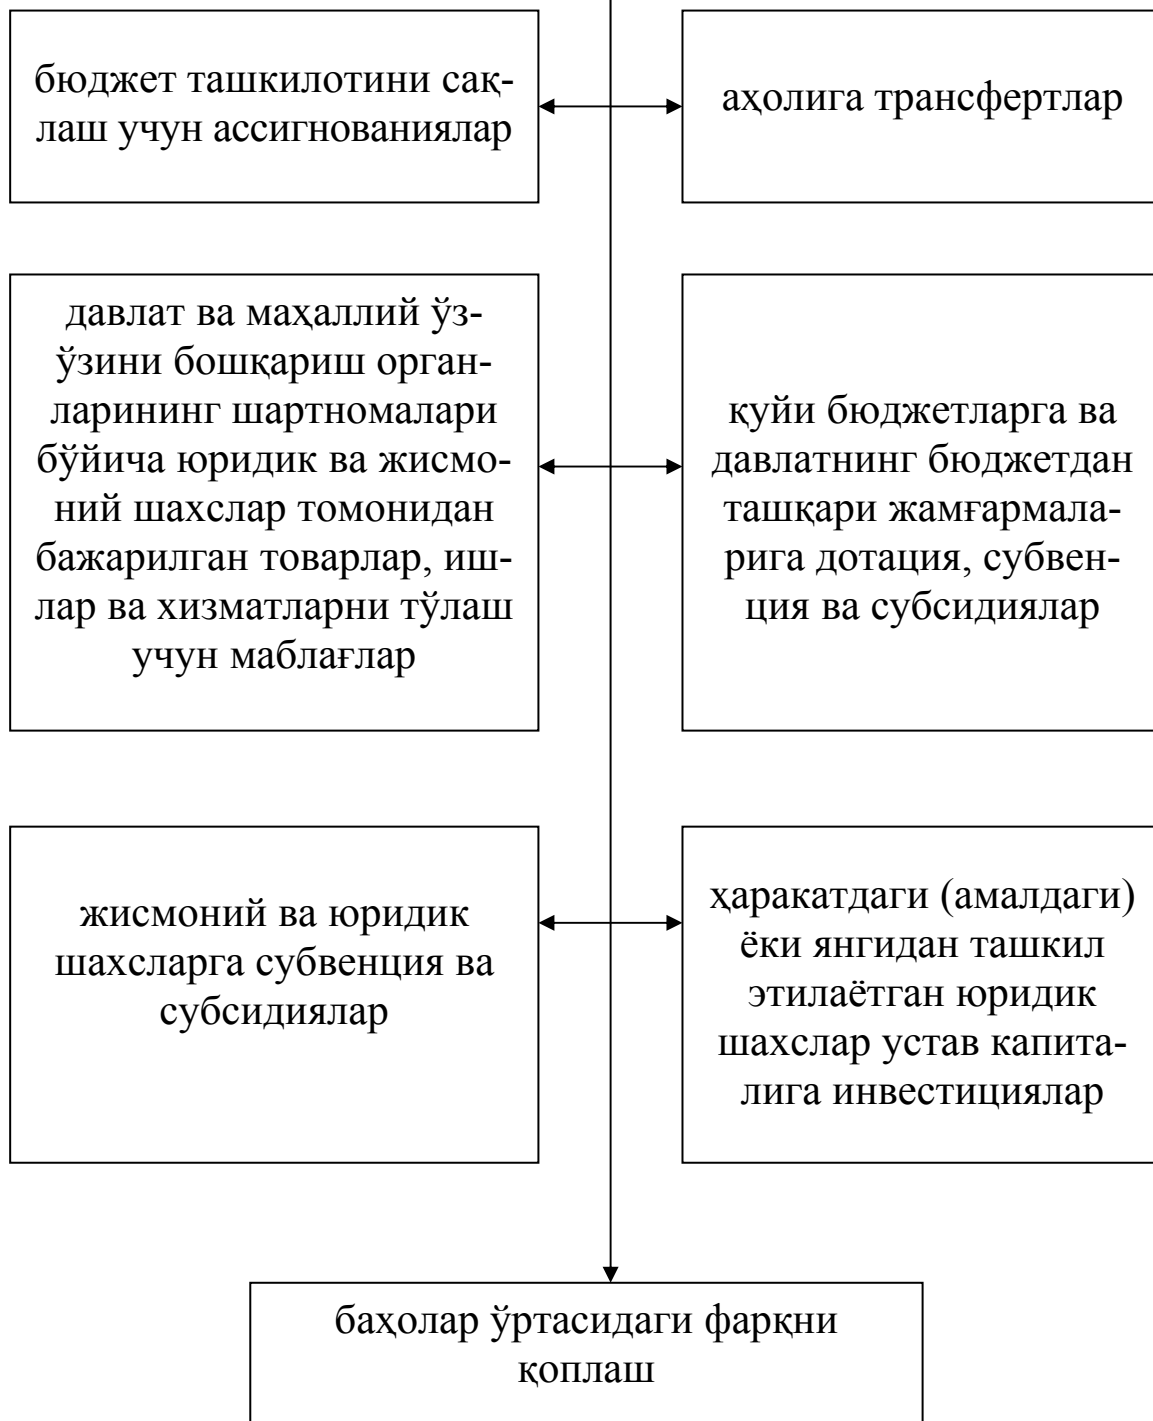 бюджет ташкилотини сақ-
лаш учун ассигнованиялар
аҳолига трансфертлар
давлат ва маҳаллий ўз-
ўзини бошқариш орган-
ларининг шартномалари
бўйича юридик ва жисмо-
ний шахслар томонидан
бажарилган товарлар, иш-
лар ва хизматларни тўлаш
учун маблағлар
қуйи бюджетларга ва
давлатнинг бюджетдан
ташқари жамғармала-
рига дотация, субвен-
ция ва субсидиялар
жисмоний ва юридик
шахсларга субвенция ва
субсидиялар
ҳаракатдаги (амалдаги)
ёки янгидан ташкил
этилаётган юридик
шахслар устав капита-
лига инвестициялар
баҳолар ўртасидаги фарқни
қоплаш